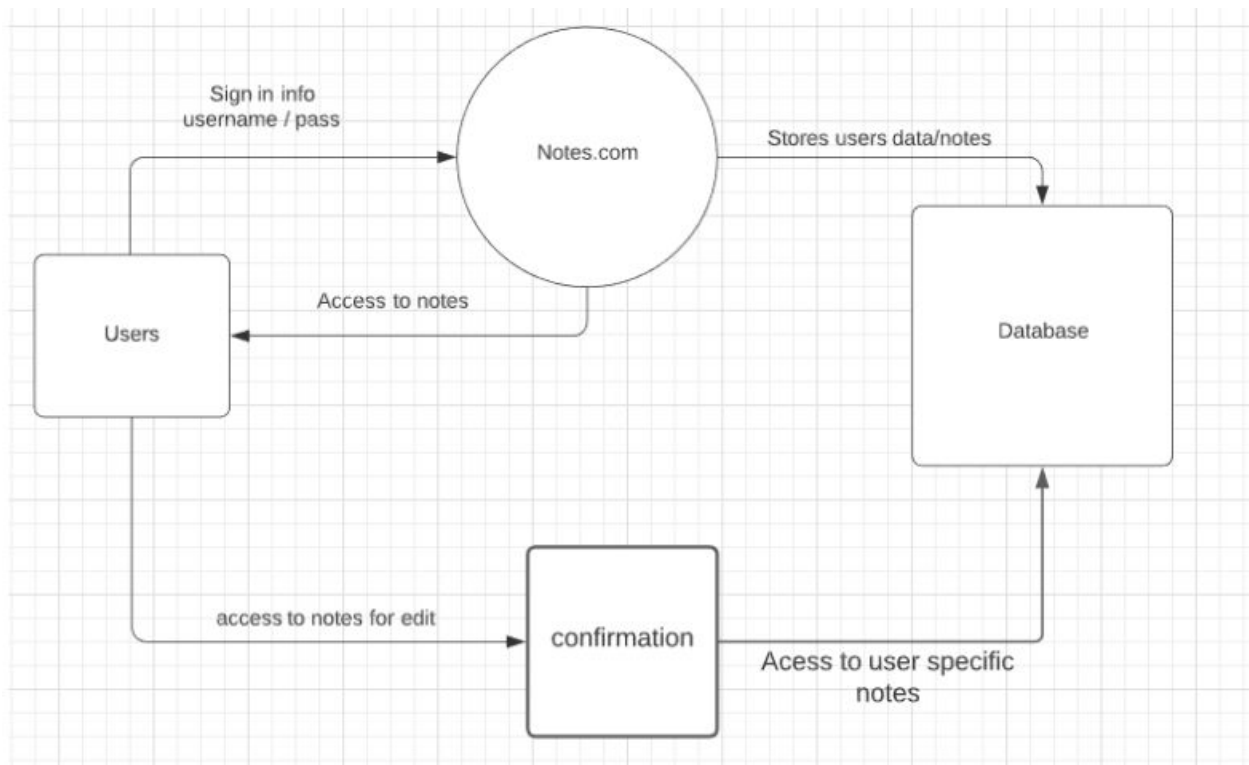 Sign in info
username / pass
Notes.com
Stores users data/notes
Access to notes
Users
Database
access to notes for edit
confirmation
Acess to user specific
notes